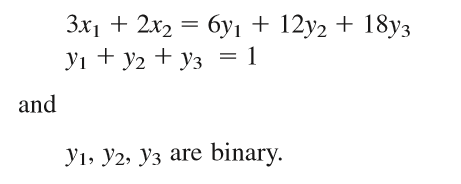 3x₁ + 2x₂ = 6y₁ + 12y₂ + 18y₃
y₁ + y₂ + y₃ = 1
and
y₁, y₂, y₃ are binary.